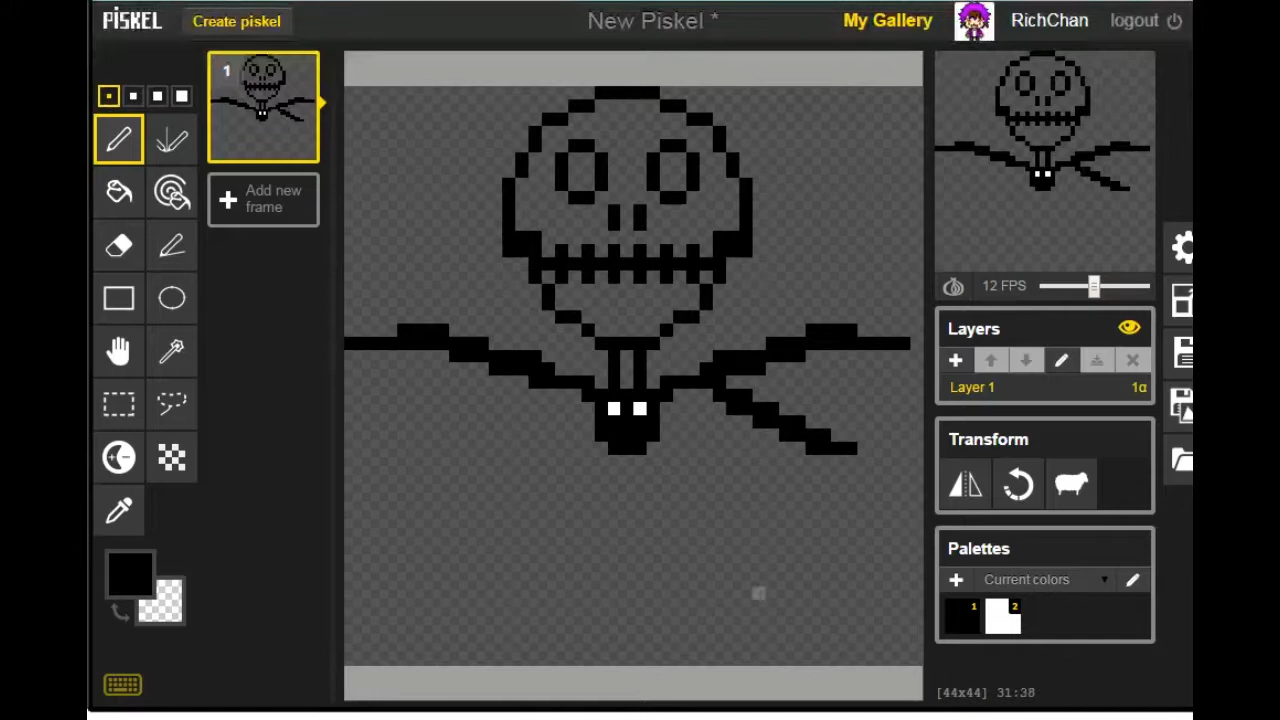 PISKEL
Create piskel
New Piskel *
My Gallery
RichChan
logout
1
Add new
frame
12 FPS
Layers
Layer 1
1α
Transform
Palettes
Current colors
1
2
[44x44] 31:38